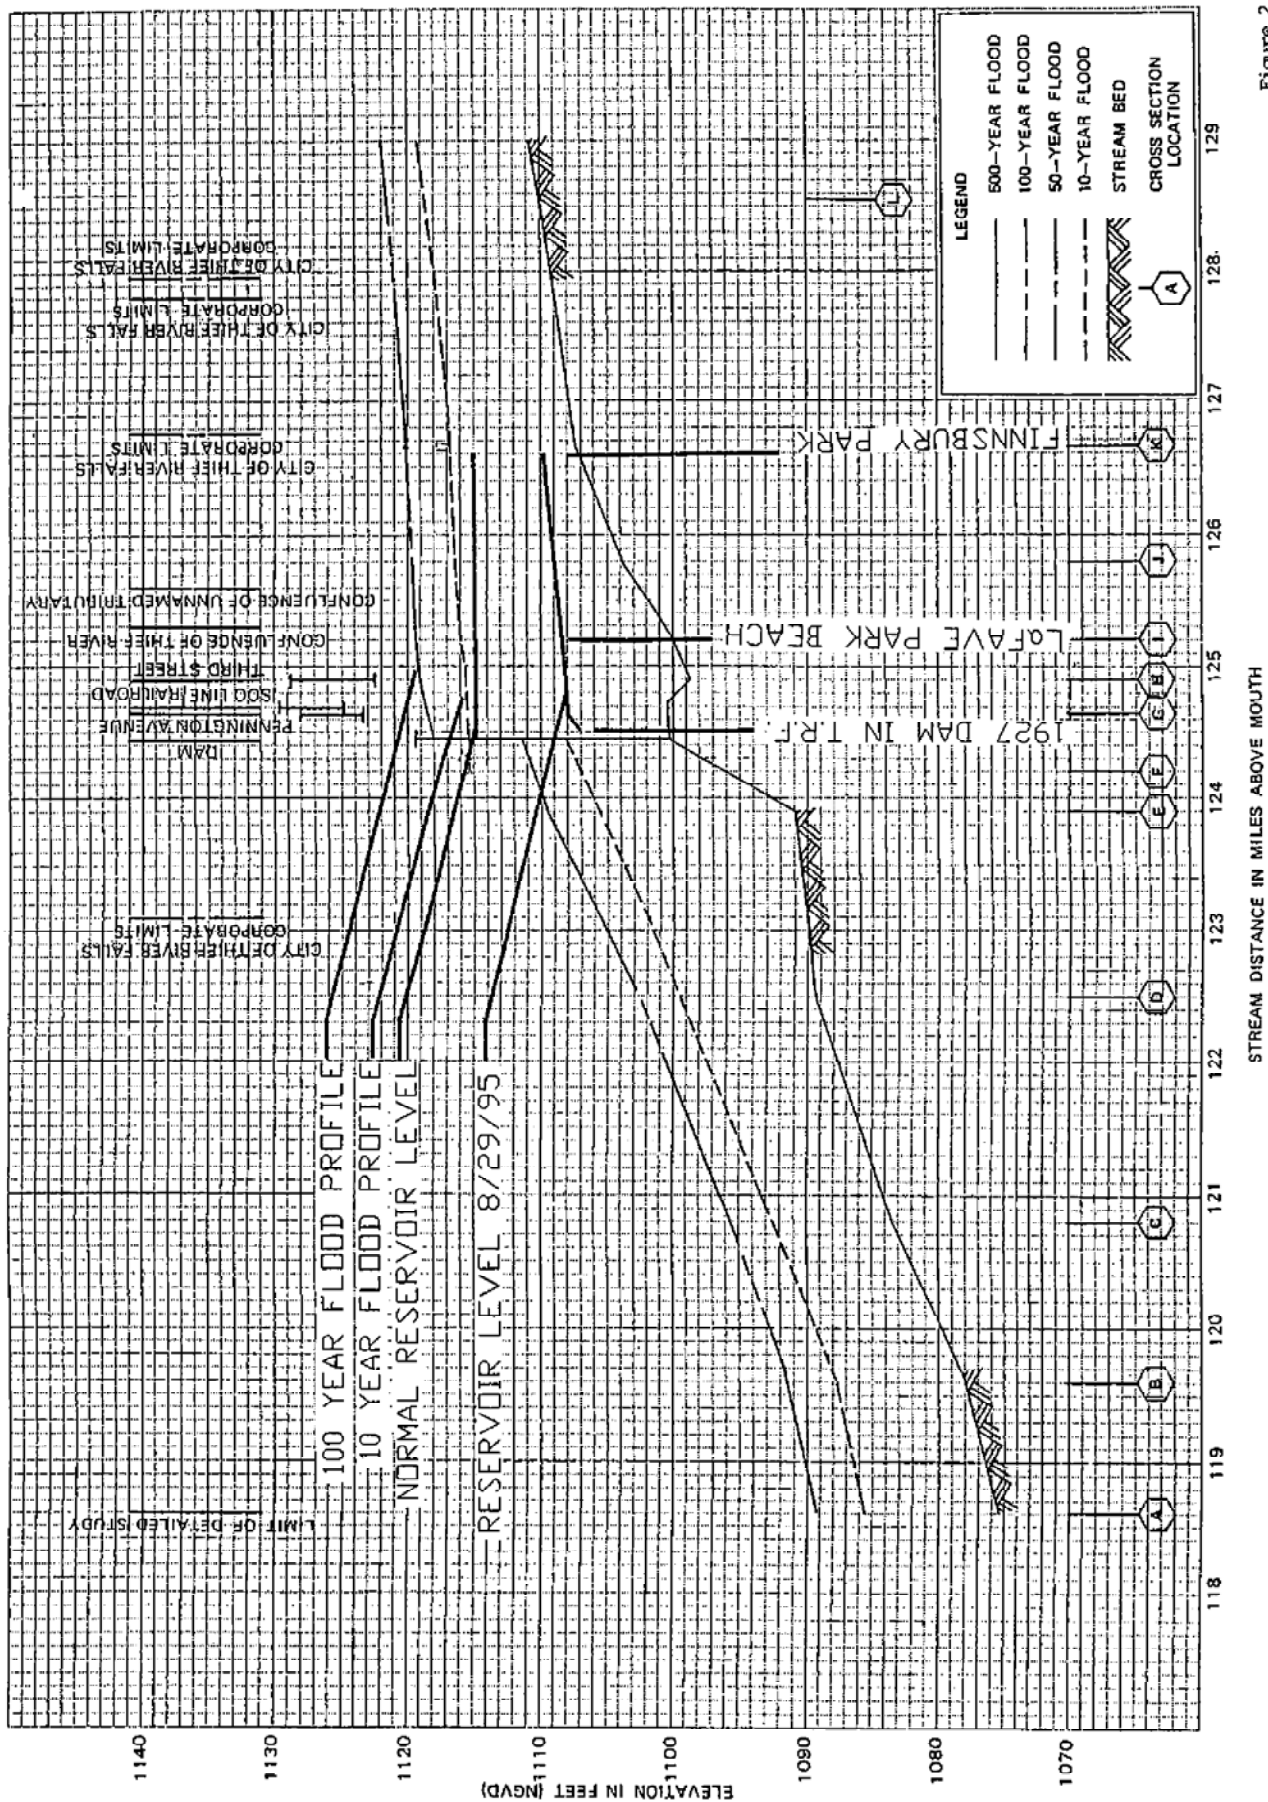 Figure 2
CITY OF THIEF RIVER FALLS
CORPORATE LIMITS
CITY OF THIEF RIVER FALLS
CORPORATE LIMITS
CITY OF THIEF RIVER FALLS
CORPORATE LIMITS
CONFLUENCE OF UNNAMED TRIBUTARY
CONFLUENCE OF THIEF RIVER
THIRD STREET
SOO LINE RAILROAD
PENNINGTON AVENUE
DAM
CITY OF THIEF RIVER FALLS
CORPORATE LIMITS
LIMIT OF DETAILED STUDY
100 YEAR FLOOD PROFILE
10 YEAR FLOOD PROFILE
NORMAL RESERVOIR LEVEL
RESERVOIR LEVEL 8/29/95
FINNSBURY PARK
LaFAVE PARK BEACH
1927 DAM IN T.R.F.
LEGEND
500-YEAR FLOOD
100-YEAR FLOOD
50-YEAR FLOOD
10-YEAR FLOOD
STREAM BED
CROSS SECTION
LOCATION
A
L
K
J
I
F
E
D
C
B
A
1140
1130
1120
1110
1100
1090
1080
1070
ELEVATION IN FEET (NGVD)
118
119
120
121
122
123
124
125
126
127
128
129
STREAM DISTANCE IN MILES ABOVE MOUTH